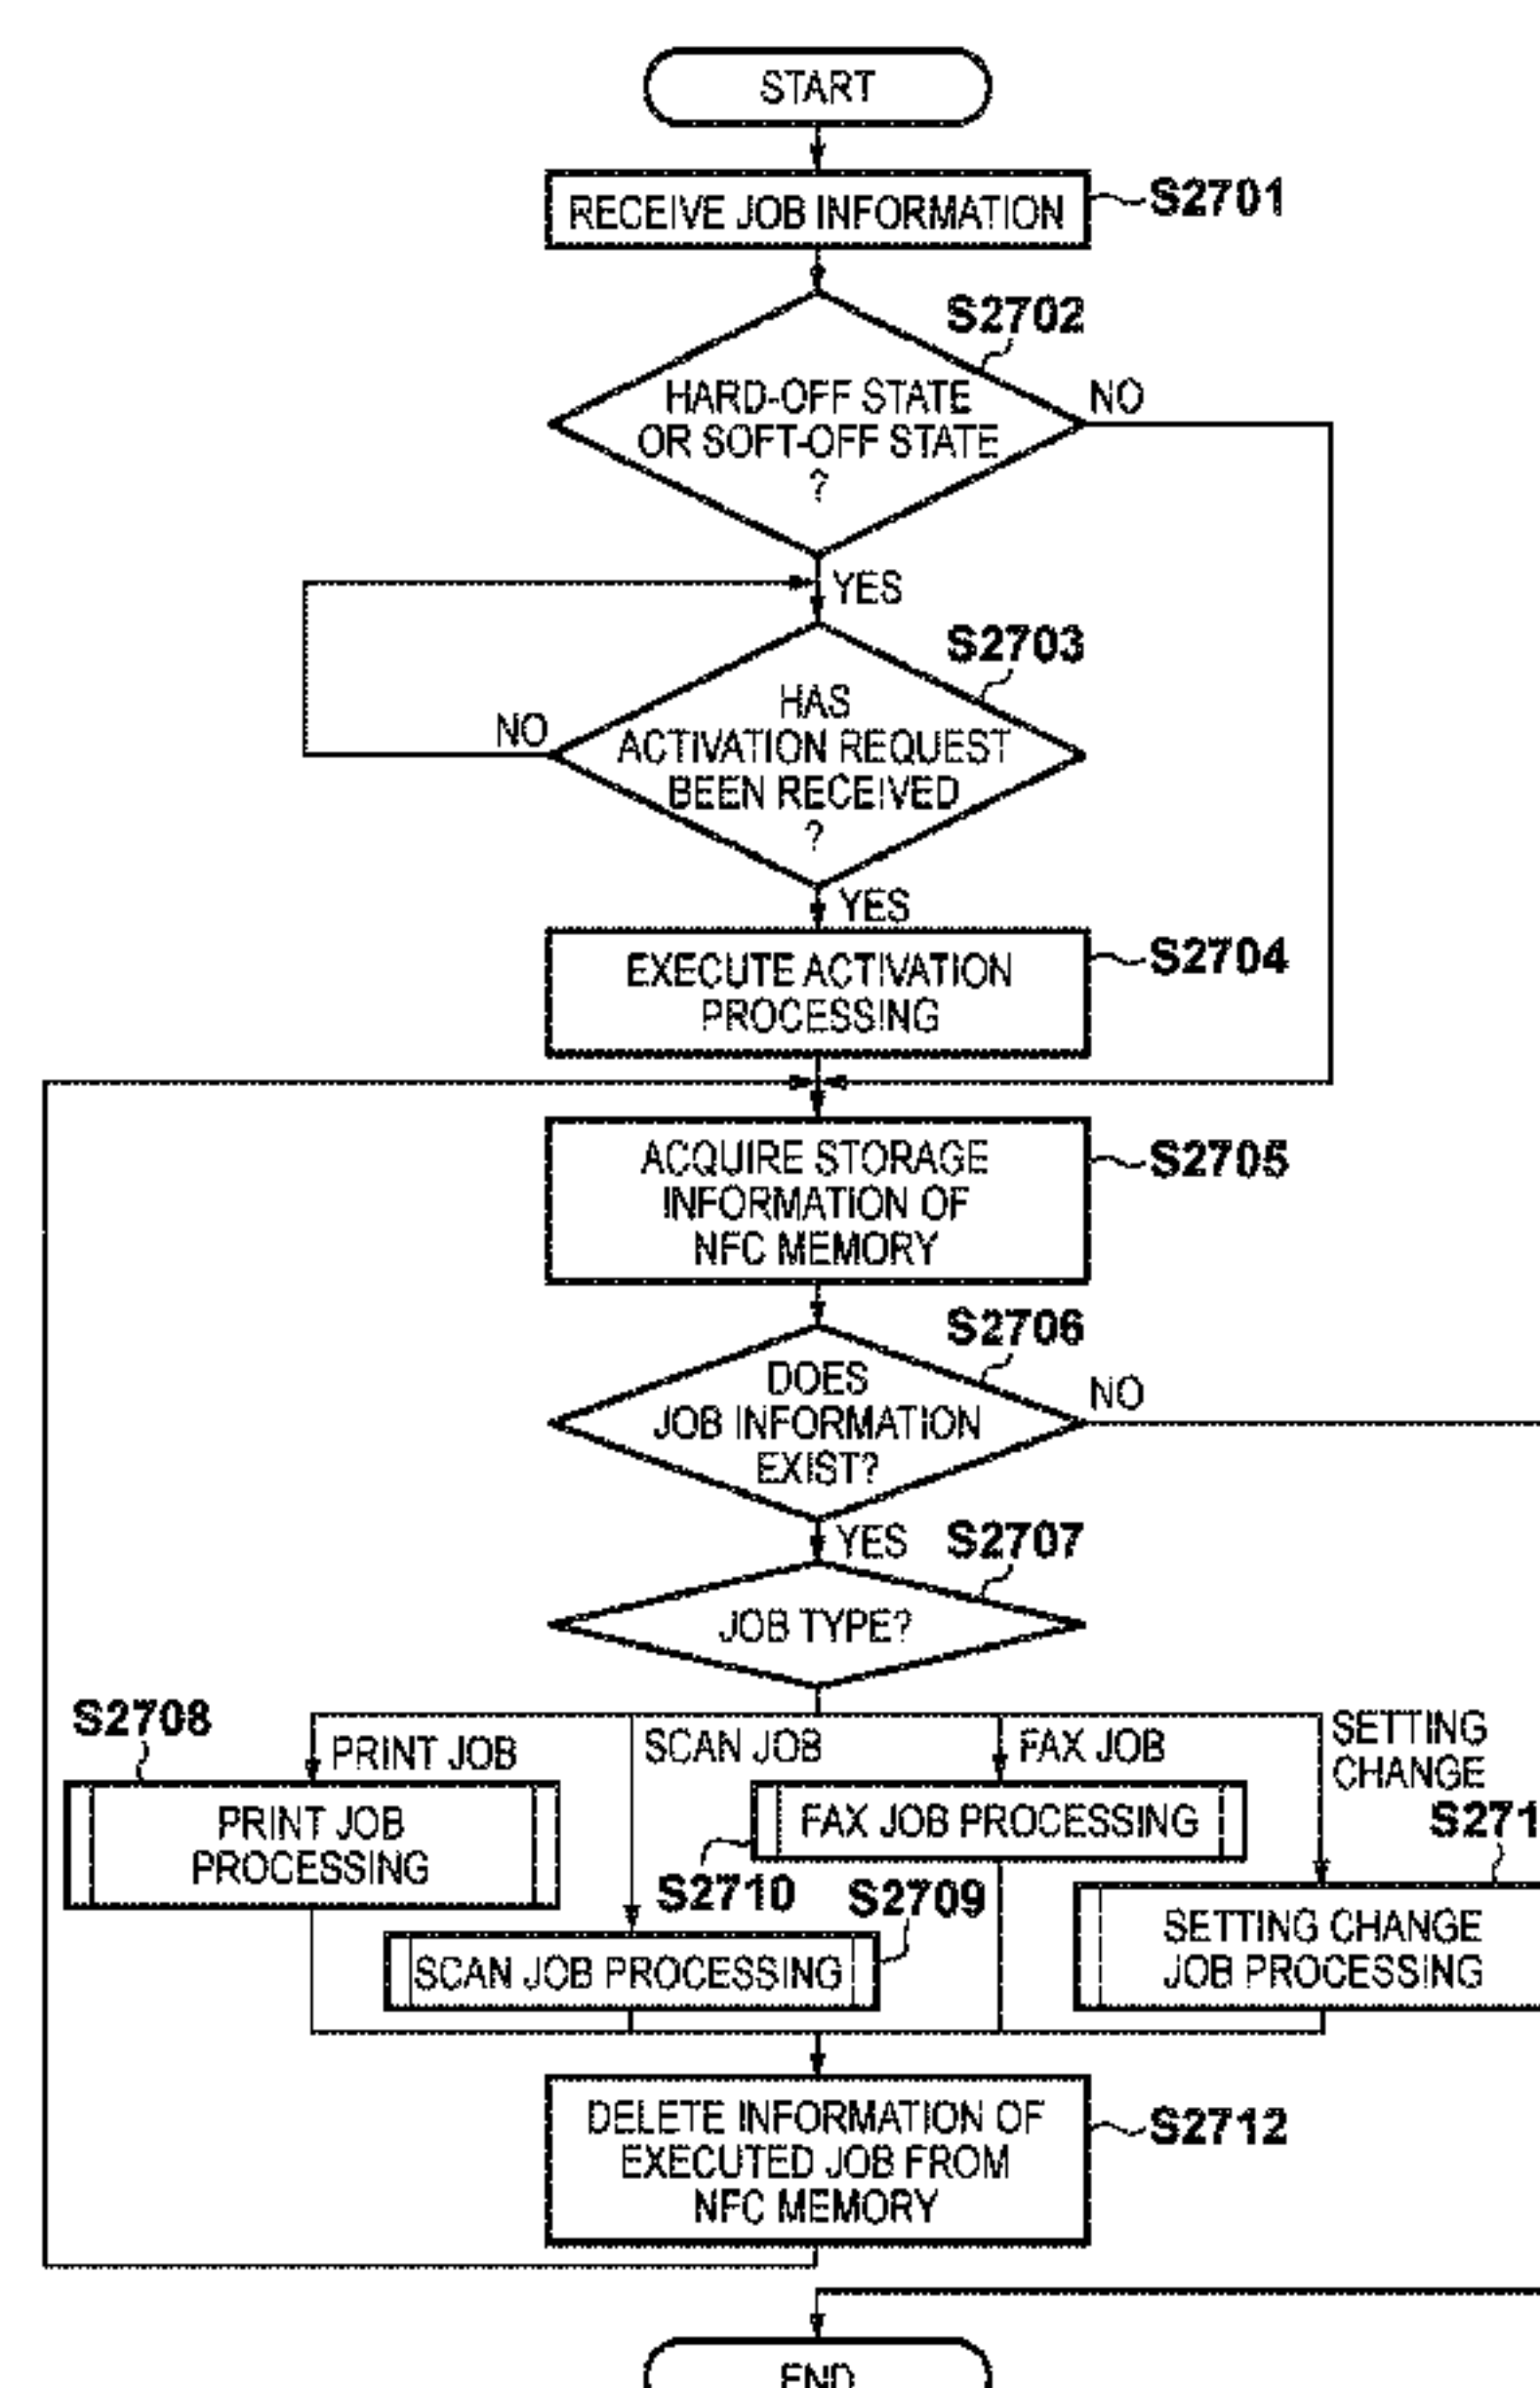 START
RECEIVE JOB INFORMATION
S2701
S2702
HARD-OFF STATE
OR SOFT-OFF STATE
?
NO
YES
S2703
HAS
ACTIVATION REQUEST
BEEN RECEIVED
?
NO
YES
EXECUTE ACTIVATION
PROCESSING
S2704
ACQUIRE STORAGE
INFORMATION OF
NFC MEMORY
S2705
S2706
DOES
JOB INFORMATION
EXIST?
NO
YES
S2707
JOB TYPE?
S2708
PRINT JOB
SCAN JOB
FAX JOB
SETTING
CHANGE
PRINT JOB
PROCESSING
FAX JOB PROCESSING
S271
S2710
S2709
SCAN JOB PROCESSING
SETTING CHANGE
JOB PROCESSING
DELETE INFORMATION OF
EXECUTED JOB FROM
NFC MEMORY
S2712
END